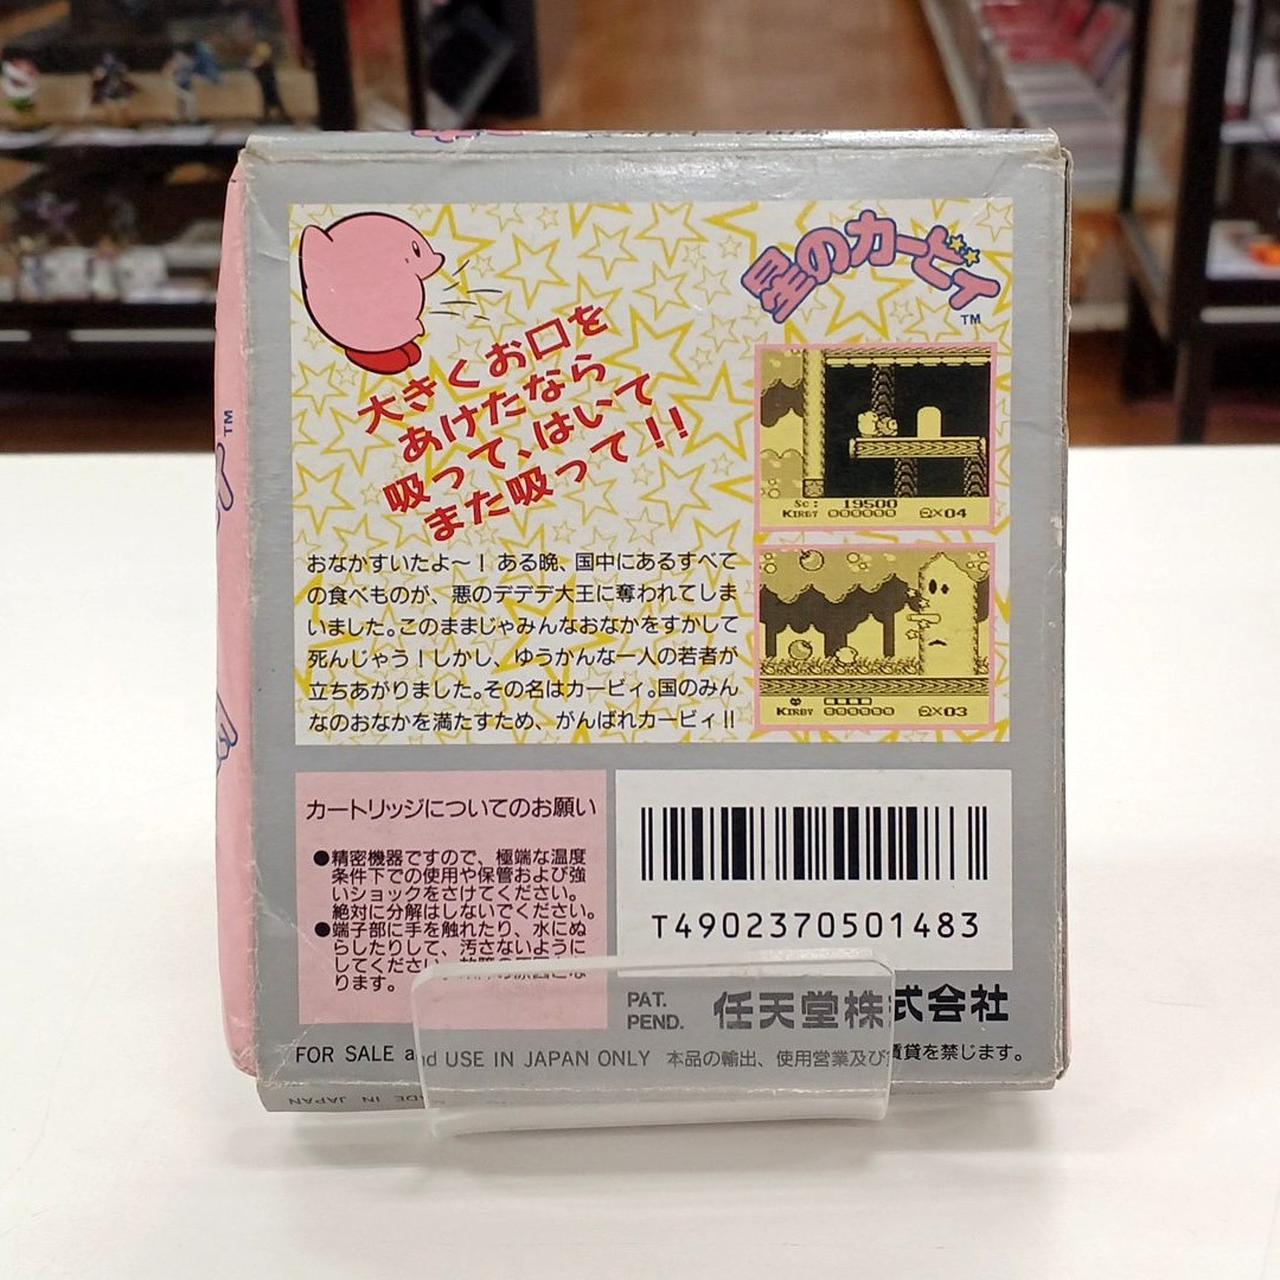 星のカービィ
TM
大きくお口を
あけたなら
吸って、はいて
また吸って!!
Sc: 19500
KIRBY 000000 X04
KIRBY 000000 X03
おなかすいたよ〜！ある晩、国中にあるすべて
の食べものが、悪のデデデ大王に奪われてしま
いました。このままじゃみんなおなかをすかして
死んじゃう！しかし、ゆうかんな一人の若者が
立ちあがりました。その名はカービィ。国のみん
なのおなかを満たすため、がんばれカービィ!!
カートリッジについてのお願い
●精密機器ですので、極端な温度
条件下での使用や保管および強
いショックをさけてください。
絶対に分解はしないでください。
●端子部に手を触れたり、水にぬ
らしたりして、汚さないように
してください。故障の原因とな
ります。
T4902370501483
PAT.
PEND.
任天堂株式会社
FOR SALE and USE IN JAPAN ONLY 本品の輸出、使用営業及び賃貸を禁じます。
MADE IN JAPAN
TM